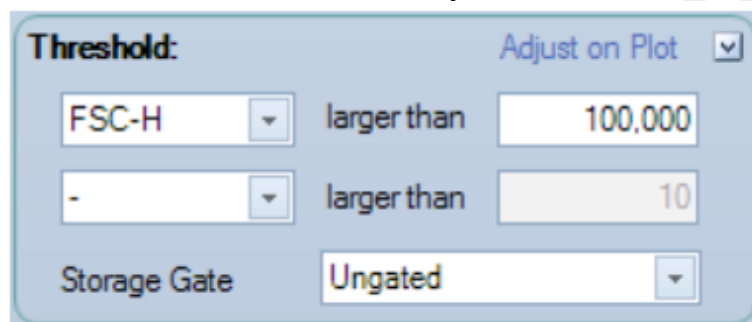 Threshold: Adjust on Plot
FSC-H larger than 100,000
- larger than 10
Storage Gate Ungated